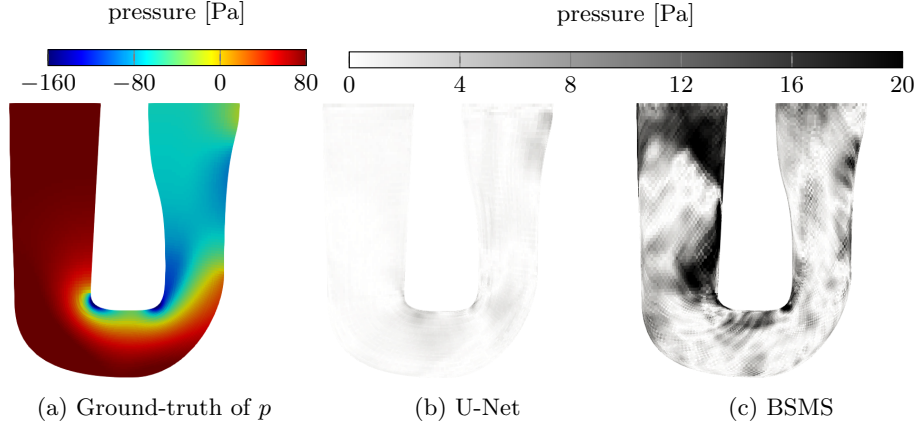 pressure [Pa]
pressure [Pa]
−160 −80 0 80
0 4 8 12 16 20
(a) Ground-truth of p
(b) U-Net
(c) BSMS